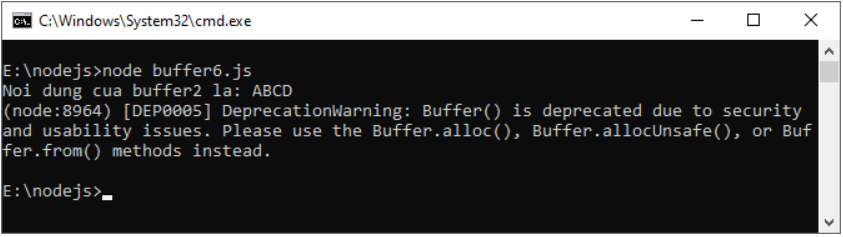 C:\Windows\System32\cmd.exe
E:\nodejs>node buffer6.js
Noi dung cua buffer2 la: ABCD
(node:8964) [DEP0005] DeprecationWarning: Buffer() is deprecated due to security
and usability issues. Please use the Buffer.alloc(), Buffer.allocUnsafe(), or Buf
fer.from() methods instead.
E:\nodejs>